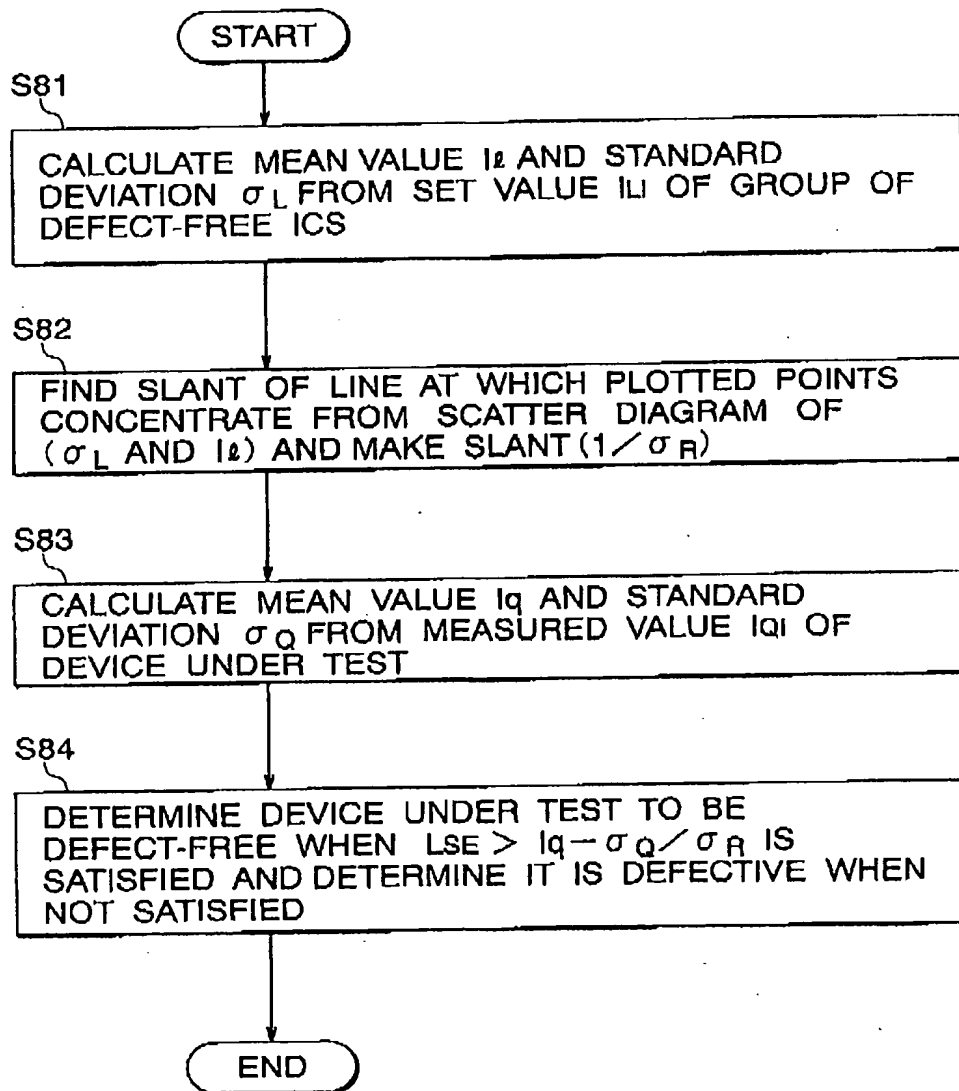 START
S81
CALCULATE MEAN VALUE Iℓ AND STANDARD
DEVIATION σL FROM SET VALUE ILI OF GROUP OF
DEFECT-FREE ICS
S82
FIND SLANT OF LINE AT WHICH PLOTTED POINTS
CONCENTRATE FROM SCATTER DIAGRAM OF
(σL AND Iℓ) AND MAKE SLANT (1/σR)
S83
CALCULATE MEAN VALUE Iq AND STANDARD
DEVIATION σQ FROM MEASURED VALUE IQI OF
DEVICE UNDER TEST
S84
DETERMINE DEVICE UNDER TEST TO BE
DEFECT-FREE WHEN LSE > Iq-σQ/σR IS
SATISFIED AND DETERMINE IT IS DEFECTIVE WHEN
NOT SATISFIED
END